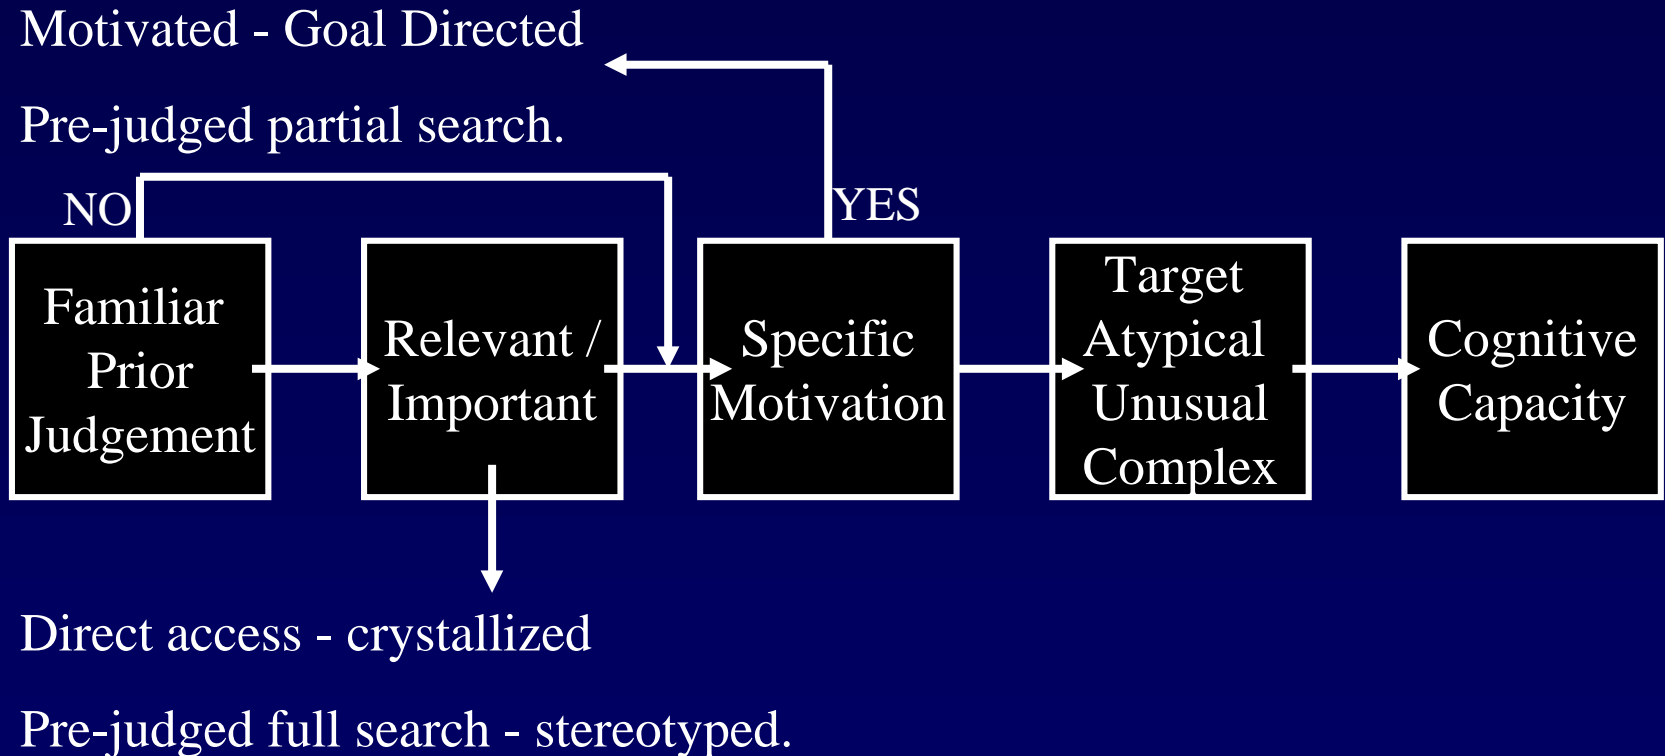 Motivated - Goal Directed
Pre-judged partial search.
NO
YES
Familiar
Prior
Judgement
Relevant /
Important
Specific
Motivation
Target
Atypical
Unusual
Complex
Cognitive
Capacity
Direct access - crystallized
Pre-judged full search - stereotyped.